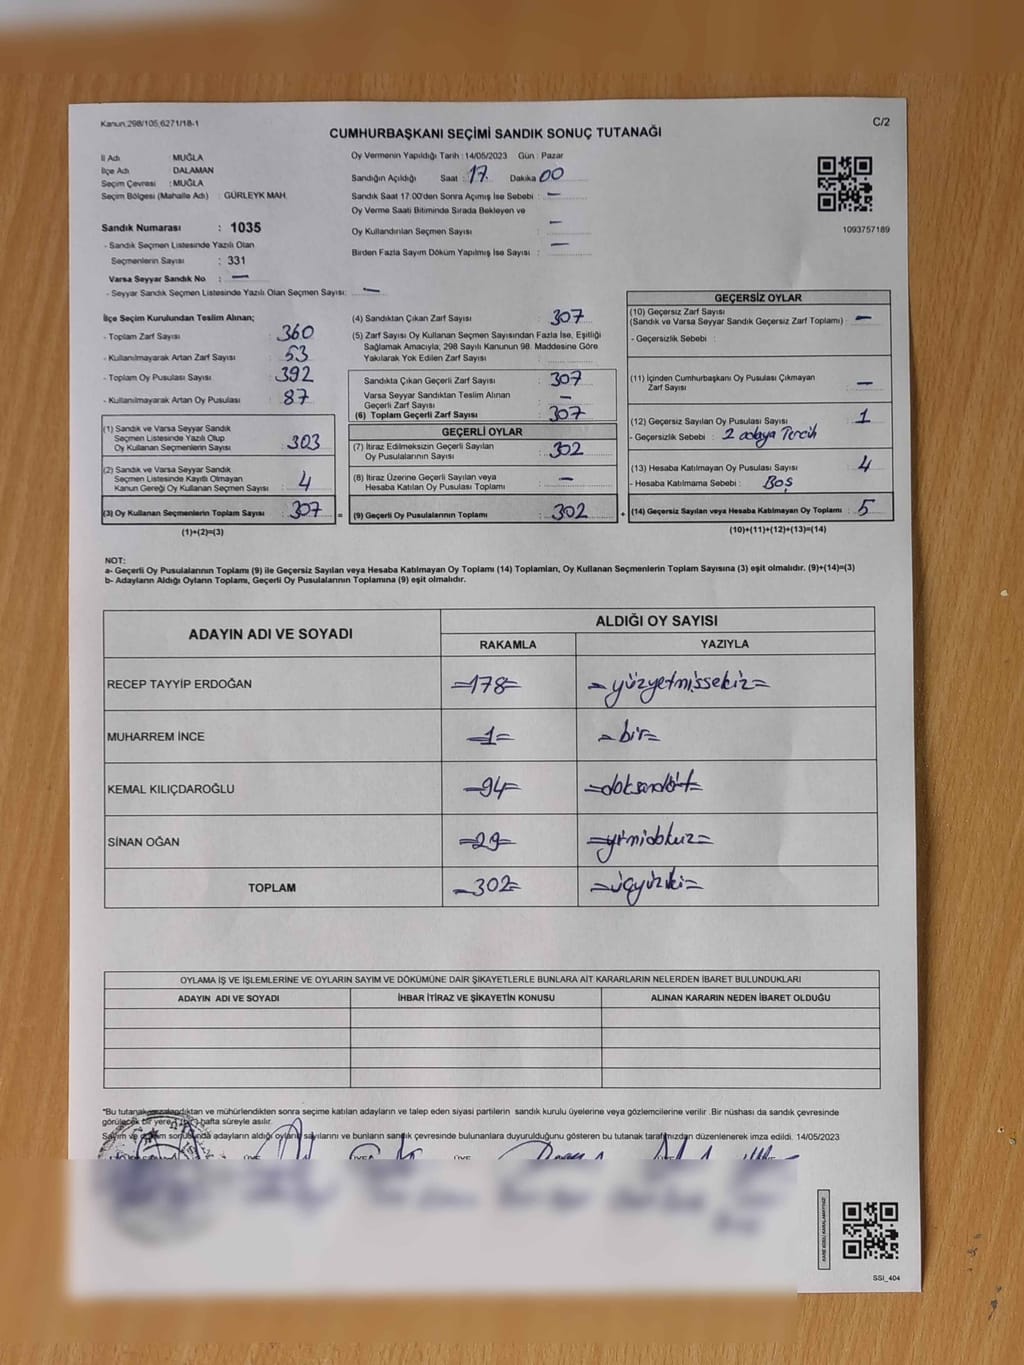 Kanun,298/105,6271/18-1
C/2
CUMHURBAŞKANI SEÇİMİ SANDIK SONUÇ TUTANAĞI
İl Adı MUĞLA
İlçe Adı DALAMAN
Seçim Çevresi : MUĞLA
Seçim Bölgesi (Mahalle Adı) : GÜRLEYK MAH.
Sandık Numarası : 1035
- Sandık Seçmen Listesinde Yazılı Olan
Seçmenlerin Sayısı : 331
Varsa Seyyar Sandık No : —
- Seyyar Sandık Seçmen Listesinde Yazılı Olan Seçmen Sayısı: —
Oy Vermenin Yapıldığı Tarih : 14/05/2023 Gün : Pazar
Sandığın Açıldığı Saat : 17 Dakika 00
Sandık Saat 17:00'den Sonra Açımış İse Sebebi : —
Oy Verme Saati Bitiminde Sırada Bekleyen ve
Oy Kullandırılan Seçmen Sayısı —
Birden Fazla Sayım Döküm Yapılmış İse Sayısı : —
1093757189
İlçe Seçim Kurulundan Teslim Alınan;
- Toplam Zarf Sayısı : 360
- Kullanılmayarak Artan Zarf Sayısı : 53
- Toplam Oy Pusulası Sayısı : 392
- Kullanılmayarak Artan Oy Pusulası : 87
(1) Sandık ve Varsa Seyyar Sandık
Seçmen Listesinde Yazılı Olup
Oy Kullanan Seçmenlerin Sayısı : 303
(2) Sandık ve Varsa Seyyar Sandık
Seçmen Listesinde Kayıtlı Olmayan
Kanun Gereği Oy Kullanan Seçmen Sayısı : 4
(3) Oy Kullanan Seçmenlerin Toplam Sayısı : 307 =
(1)+(2)=(3)
(4) Sandıktan Çıkan Zarf Sayısı : 307
(5) Zarf Sayısı Oy Kullanan Seçmen Sayısından Fazla İse, Eşitliği
Sağlamak Amacıyla, 298 Sayılı Kanunun 98. Maddesine Göre
Yakılarak Yok Edilen Zarf Sayısı :
Sandıkta Çıkan Geçerli Zarf Sayısı : 307
Varsa Seyyar Sandıktan Teslim Alınan
Geçerli Zarf Sayısı : —
(6) Toplam Geçerli Zarf Sayısı : 307
GEÇERLİ OYLAR
(7) İtiraz Edilmeksizin Geçerli Sayılan
Oy Pusulalarının Sayısı : 302
(8) İtiraz Üzerine Geçerli Sayılan veya
Hesaba Katılan Oy Pusulası Toplamı : —
(9) Geçerli Oy Pusulalarının Toplamı : 302 +
GEÇERSİZ OYLAR
(10) Geçersiz Zarf Sayısı
(Sandık ve Varsa Seyyar Sandık Geçersiz Zarf Toplamı) : —
- Geçersizlik Sebebi :
(11) İçinden Cumhurbaşkanı Oy Pusulası Çıkmayan
Zarf Sayısı : —
(12) Geçersiz Sayılan Oy Pusulası Sayısı : 1
- Geçersizlik Sebebi : 2 adaya Tercih
(13) Hesaba Katılmayan Oy Pusulası Sayısı : 4
- Hesaba Katılmama Sebebi : Boş
(14) Geçersiz Sayılan veya Hesaba Katılmayan Oy Toplamı : 5
(10)+(11)+(12)+(13)=(14)
NOT:
a- Geçerli Oy Pusulalarının Toplamı (9) ile Geçersiz Sayılan veya Hesaba Katılmayan Oy Toplamı (14) Toplamları, Oy Kullanan Seçmenlerin Toplam Sayısına (3) eşit olmalıdır. (9)+(14)=(3)
b- Adayların Aldığı Oyların Toplamı, Geçerli Oy Pusulalarının Toplamına (9) eşit olmalıdır.
ADAYIN ADI VE SOYADI
ALDIĞI OY SAYISI
RAKAMLA YAZIYLA
RECEP TAYYİP ERDOĞAN =178= =yüzyetmişsekiz=
MUHARREM İNCE =1= =bir=
KEMAL KILIÇDAROĞLU =94= =doksandört=
SİNAN OĞAN =29= =yirmidokuz=
TOPLAM =302= =üçyüziki=
OYLAMA İŞ VE İŞLEMLERİNE VE OYLARIN SAYIM VE DÖKÜMÜNE DAİR ŞİKAYETLERLE BUNLARA AİT KARARLARIN NELERDEN İBARET BULUNDUKLARI
ADAYIN ADI VE SOYADI İHBAR İTİRAZ VE ŞİKAYETİN KONUSU ALINAN KARARIN NEDEN İBARET OLDUĞU
*Bu tutanak imzalandıktan ve mühürlendikten sonra seçime katılan adayların ve talep eden siyasi partilerin sandık kurulu üyelerine veya gözlemcilerine verilir .Bir nüshası da sandık çevresinde
görülecek bir yere hafta süreyle asılır.
Sayım ve döküm sonucunda adayların aldığı oyların sayılarını ve bunların sandık çevresinde bulunanlara duyurulduğunu gösteren bu tutanak tarafımızdan düzenlenerek imza edildi. 14/05/2023
ÜYE
SSI_404